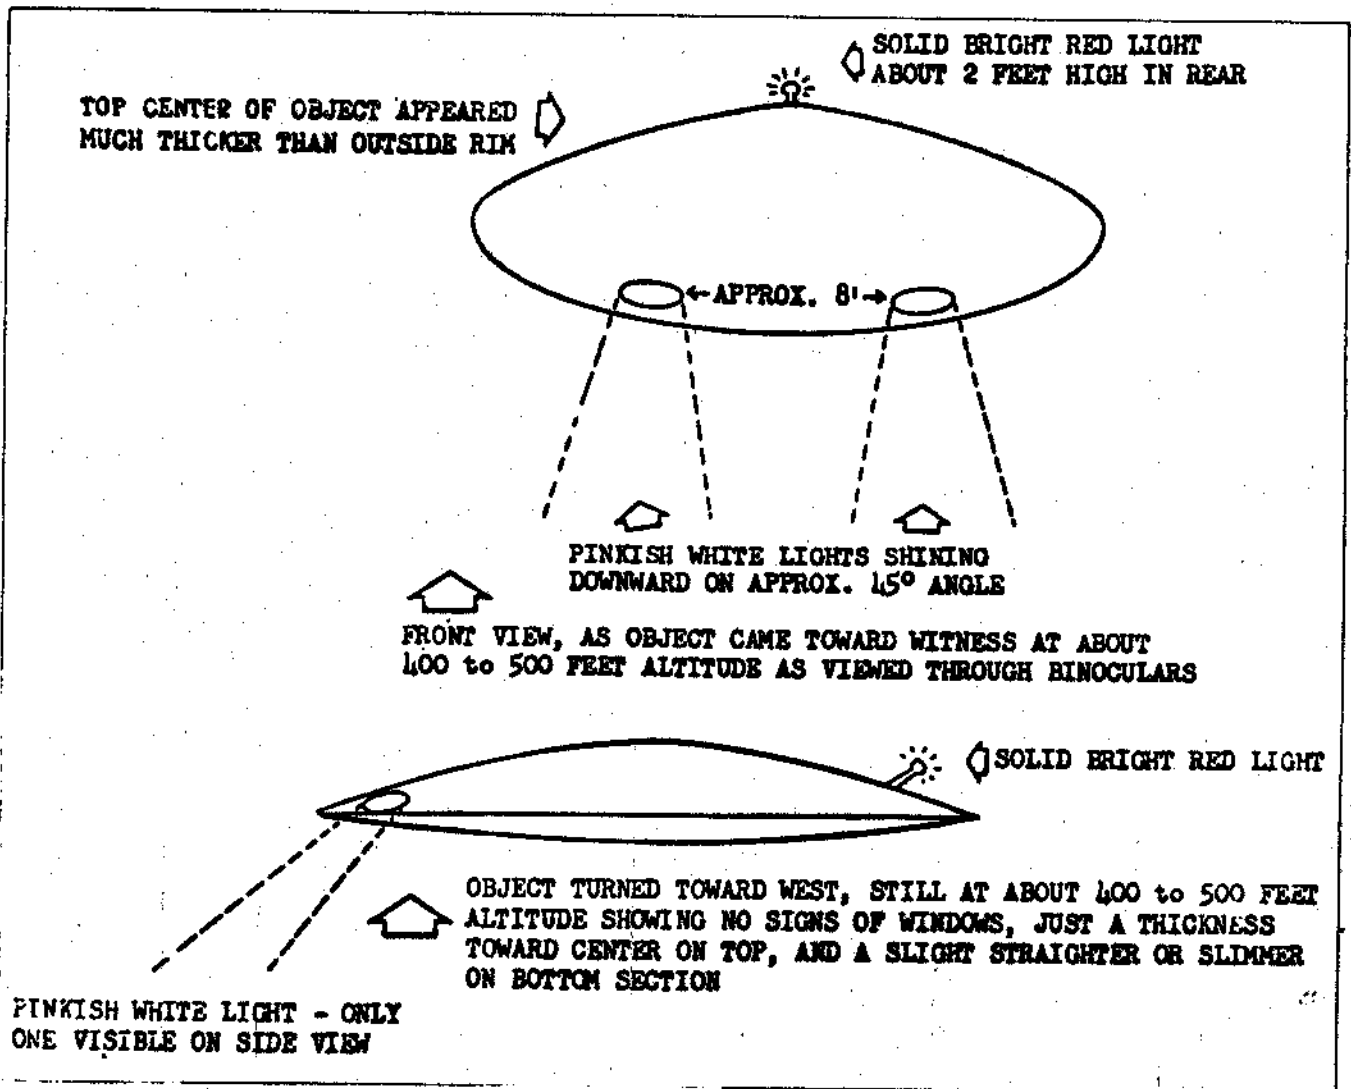 SOLID BRIGHT RED LIGHT
ABOUT 2 FEET HIGH IN REAR
TOP CENTER OF OBJECT APPEARED
MUCH THICKER THAN OUTSIDE RIM
APPROX. 8'
PINKISH WHITE LIGHTS SHINING
DOWNWARD ON APPROX. 45° ANGLE
FRONT VIEW, AS OBJECT CAME TOWARD WITNESS AT ABOUT
400 to 500 FEET ALTITUDE AS VIEWED THROUGH BINOCULARS
SOLID BRIGHT RED LIGHT
OBJECT TURNED TOWARD WEST, STILL AT ABOUT 400 to 500 FEET
ALTITUDE SHOWING NO SIGNS OF WINDOWS, JUST A THICKNESS
TOWARD CENTER ON TOP, AND A SLIGHT STRAIGHTER OR SLIMMER
ON BOTTOM SECTION
PINKISH WHITE LIGHT - ONLY
ONE VISIBLE ON SIDE VIEW